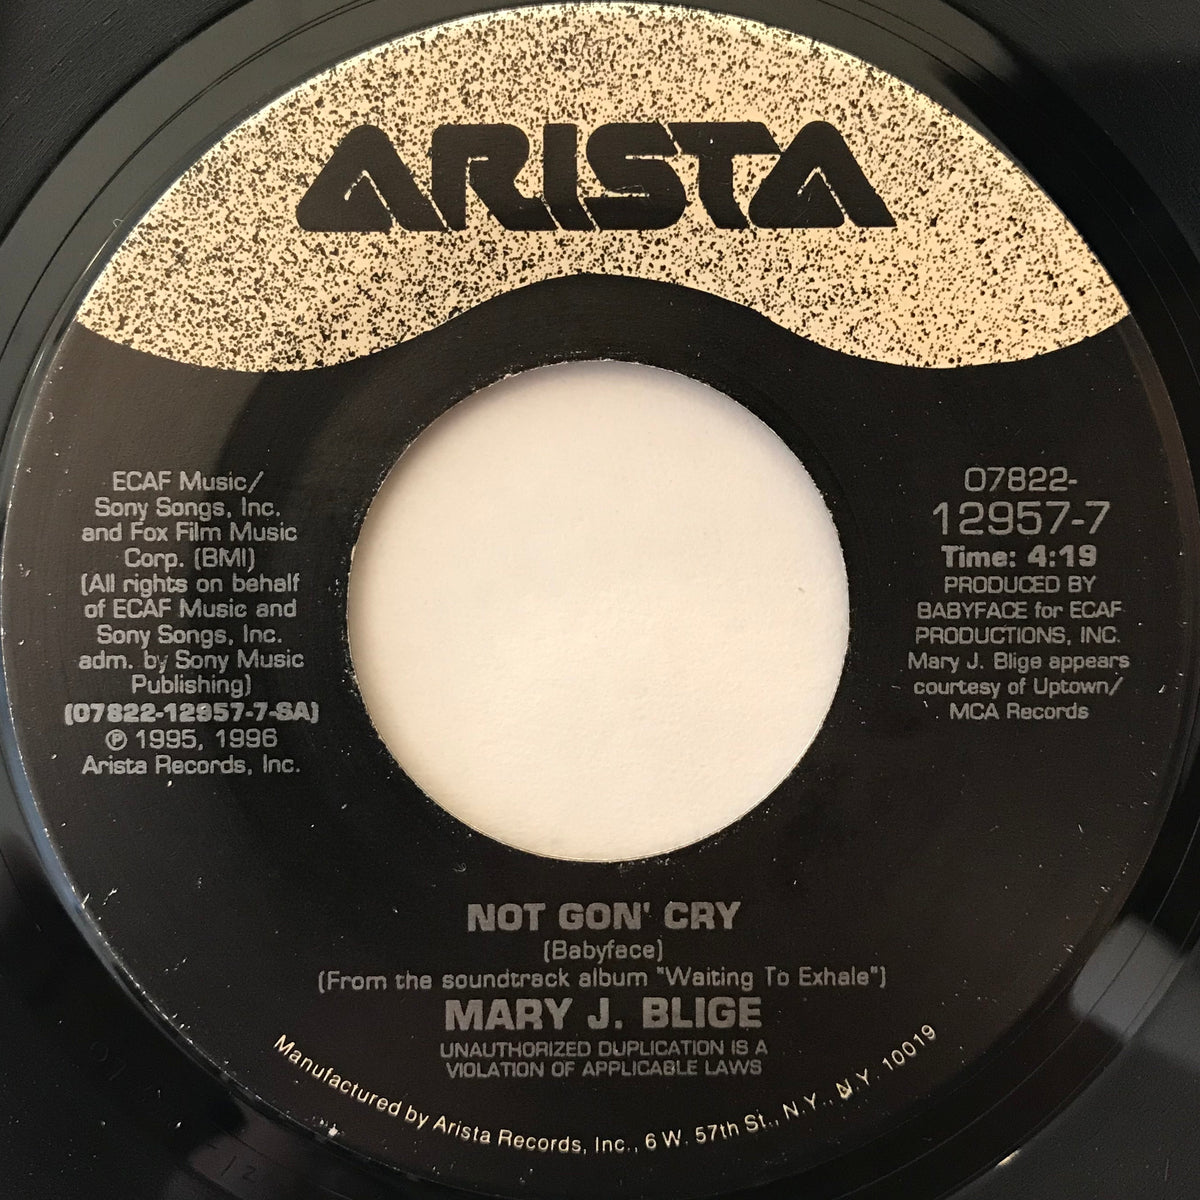 ARISTA
ECAF Music/
Sony Songs, Inc.
and Fox Film Music
Corp. (BMI)
(All rights on behalf
of ECAF Music and
Sony Songs, Inc.
adm. by Sony Music
Publishing)
(07822-12957-7-SA)
℗ 1995, 1996
Arista Records, Inc.
07822-
12957-7
Time: 4:19
PRODUCED BY
BABYFACE for ECAF
PRODUCTIONS, INC.
Mary J. Blige appears
courtesy of Uptown/
MCA Records
NOT GON' CRY
(Babyface)
(From the soundtrack album "Waiting To Exhale")
MARY J. BLIGE
UNAUTHORIZED DUPLICATION IS A
VIOLATION OF APPLICABLE LAWS
Manufactured by Arista Records, Inc., 6 W. 57th St., N.Y., N.Y. 10019